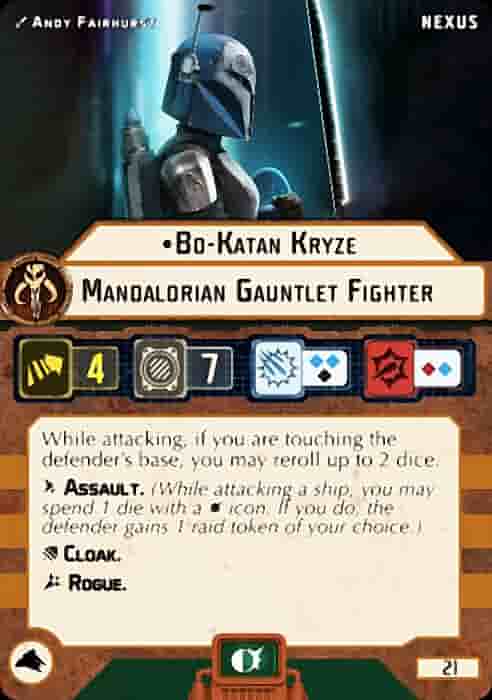 Andy Fairhurst
NEXUS
•Bo-Katan Kryze
Mandalorian Gauntlet Fighter
4
7
While attacking, if you are touching the
defender's base, you may reroll up to 2 dice.
Assault. (While attacking a ship, you may
spend 1 die with a icon. If you do, the
defender gains 1 raid token of your choice.)
Cloak.
Rogue.
21